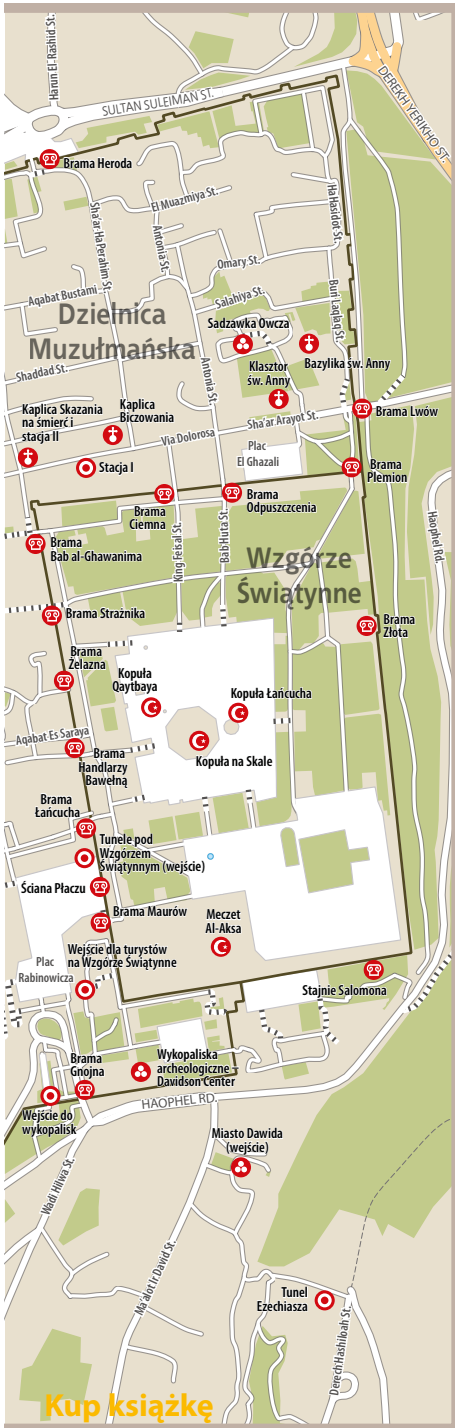 Harun El-Rashid St.
SULTAN SULEIMAN ST.
DEREKH YERIKHO ST.
Brama Heroda
El Muazmiya St.
Sha'ar Ha Perahim St.
Antonia St.
Ha Hasidot St.
Omary St.
Aqabat Bustami
Salahiya St.
Burj Laqlaq St.
Dzielnica
Muzułmańska
Sadzawka Owcza
Shaddad St.
Antonia St.
Klasztor
św. Anny
Bazylika św. Anny
Kaplica Skazania
na śmierć i
stacja II
Kaplica
Biczowania
Sha'ar Arayot St.
Brama Lwów
Via Dolorosa
Plac
El Ghazali
Stacja I
Brama
Plemion
Brama
Ciemna
Brama
Odpuszczenia
Haophel Rd.
Brama
Bab al-Ghawanima
King Feisal St.
Bab Huta St.
Wzgórze
Świątynne
Brama Strażnika
Brama
Złota
Brama
Żelazna
Kopuła
Qaytbaya
Kopuła Łańcucha
Aqabat Es Saraya
Kopuła na Skale
Brama
Handlarzy
Bawełną
Brama
Łańcucha
Tunele pod
Wzgórzem
Świątynnym (wejście)
Ściana Płaczu
Brama Maurów
Meczet
Al-Aksa
Wejście dla turystów
na Wzgórze Świątynne
Plac
Rabinowicza
Stajnie Salomona
Brama
Gnojna
Wykopaliska
archeologiczne –
Davidson Center
HAOPHEL RD.
Wejście do
wykopalisk
Miasto Dawida
(wejście)
Wadi Hilwa St.
Ma'alot Ir David St.
Tunel
Ezechiasza
Derech Hashiloah St.
Kup książkę